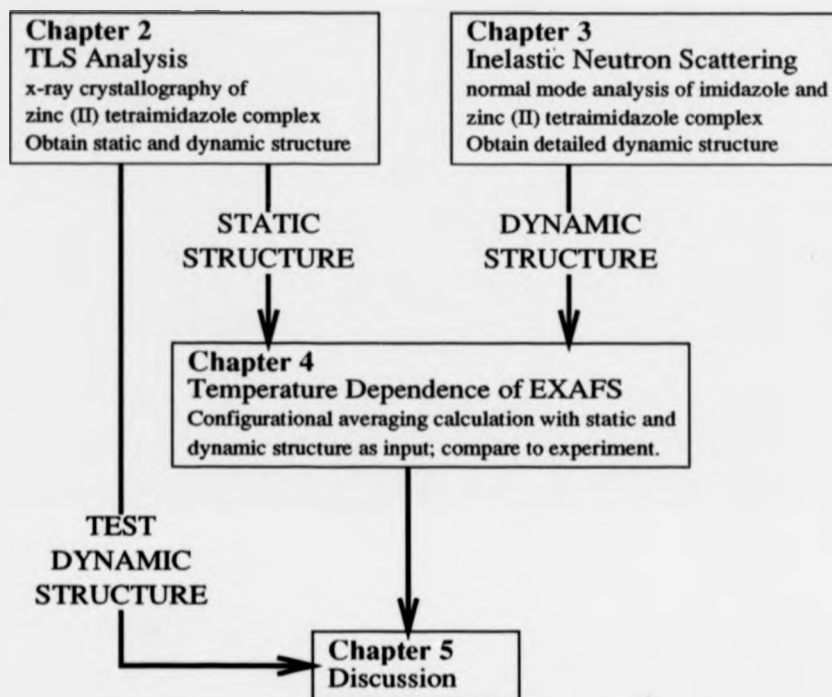 Chapter 2
TLS Analysis
x-ray crystallography of
zinc (II) tetraimidazole complex
Obtain static and dynamic structure
Chapter 3
Inelastic Neutron Scattering
normal mode analysis of imidazole and
zinc (II) tetraimidazole complex
Obtain detailed dynamic structure
STATIC
STRUCTURE
DYNAMIC
STRUCTURE
Chapter 4
Temperature Dependence of EXAFS
Configurational averaging calculation with static and
dynamic structure as input; compare to experiment.
TEST
DYNAMIC
STRUCTURE
Chapter 5
Discussion